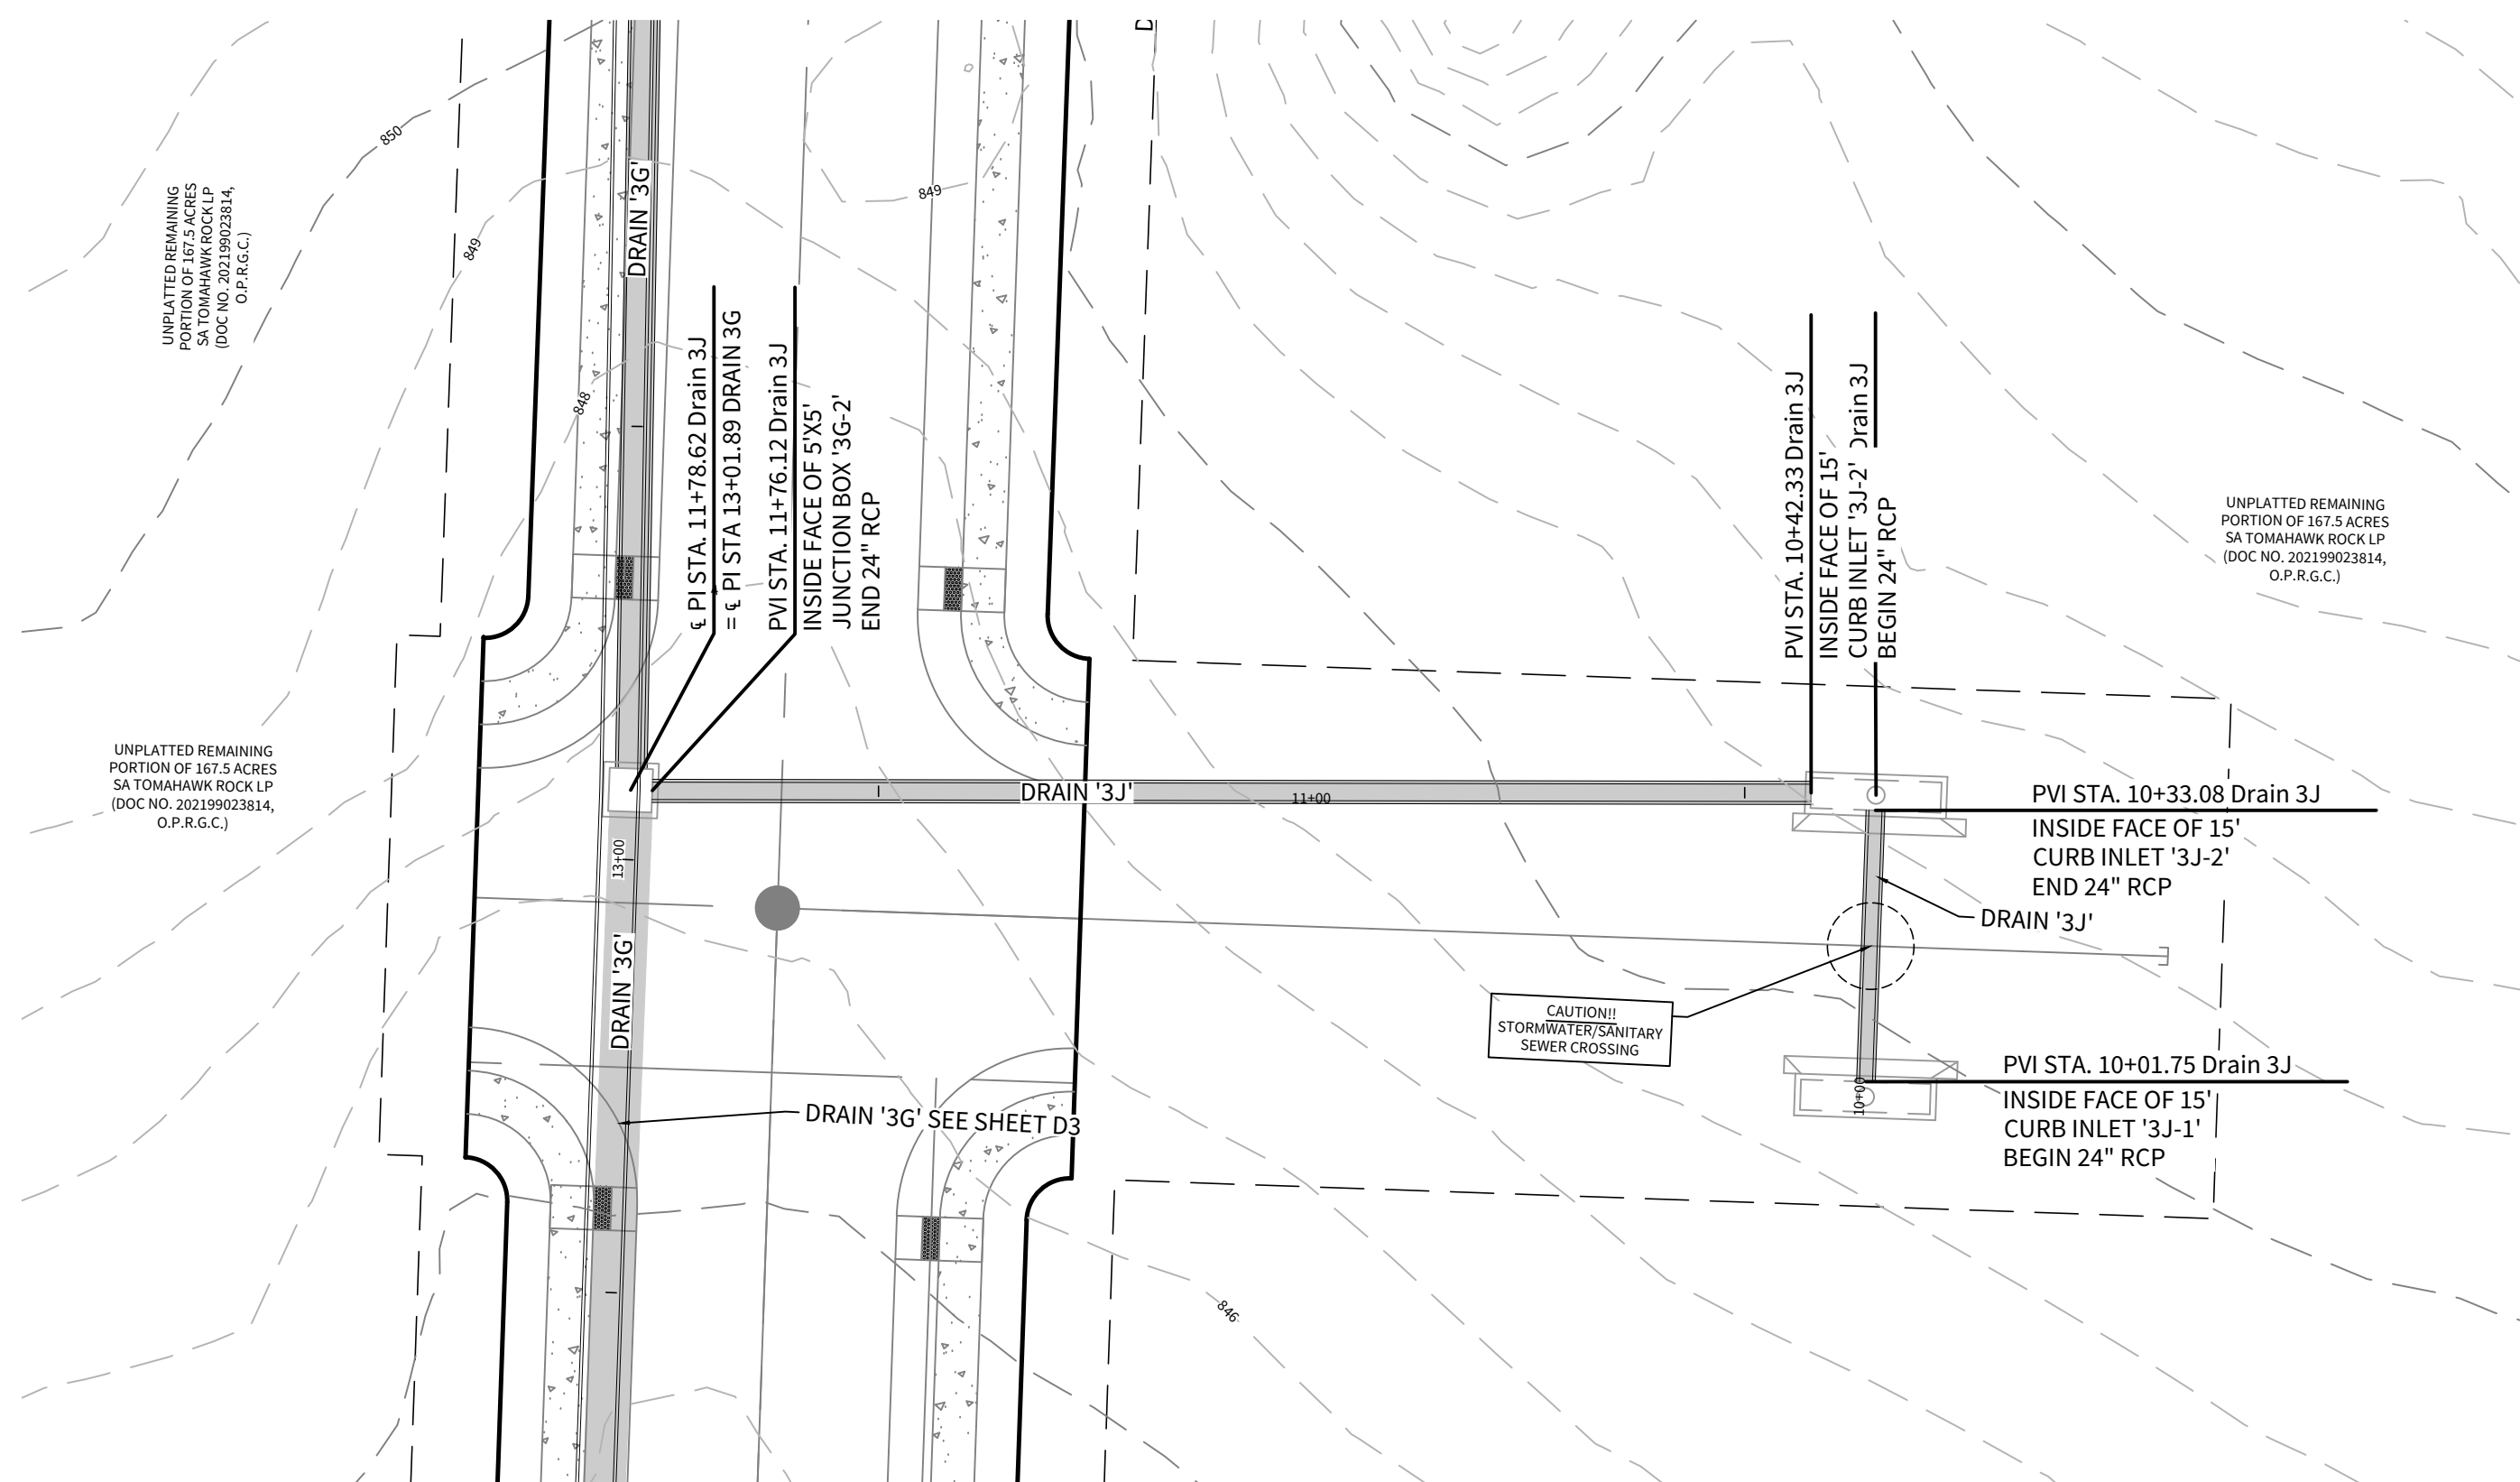 D
850
849
849
848
UNPLATTED REMAINING
PORTION OF 167.5 ACRES
SA TOMAHAWK ROCK LP
(DOC NO. 202199023814,
O.P.R.G.C.)
DRAIN '3G'
℄ PI STA. 11+78.62 Drain 3J
= ℄ PI STA 13+01.89 DRAIN 3G
PVI STA. 11+76.12 Drain 3J
INSIDE FACE OF 5'X5'
JUNCTION BOX '3G-2'
END 24" RCP
PVI STA. 10+42.33 Drain 3J
INSIDE FACE OF 15'
CURB INLET '3J-2'
BEGIN 24" RCP
Drain 3J
UNPLATTED REMAINING
PORTION OF 167.5 ACRES
SA TOMAHAWK ROCK LP
(DOC NO. 202199023814,
O.P.R.G.C.)
UNPLATTED REMAINING
PORTION OF 167.5 ACRES
SA TOMAHAWK ROCK LP
(DOC NO. 202199023814,
O.P.R.G.C.)
DRAIN '3J'
11+00
PVI STA. 10+33.08 Drain 3J
INSIDE FACE OF 15'
CURB INLET '3J-2'
END 24" RCP
13+00
DRAIN '3J'
DRAIN '3G'
CAUTION!!
STORMWATER/SANITARY
SEWER CROSSING
PVI STA. 10+01.75 Drain 3J
INSIDE FACE OF 15'
CURB INLET '3J-1'
BEGIN 24" RCP
10+00
DRAIN '3G' SEE SHEET D3
846